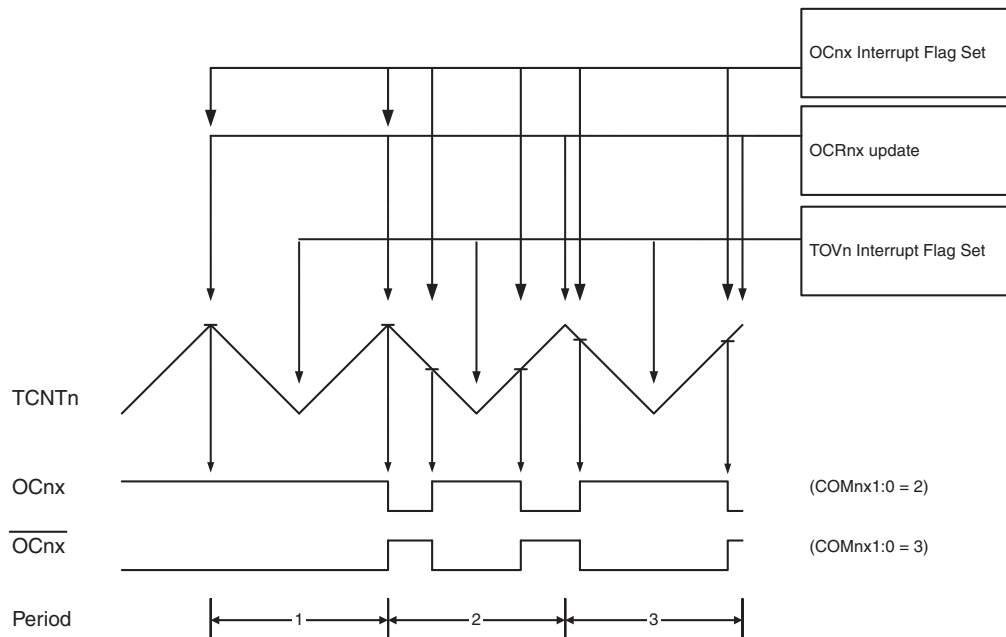 OCnx Interrupt Flag Set
OCRnx update
TOVn Interrupt Flag Set
TCNTn
OCnx
(COMnx1:0 = 2)
OCnx
(COMnx1:0 = 3)
Period
1
2
3